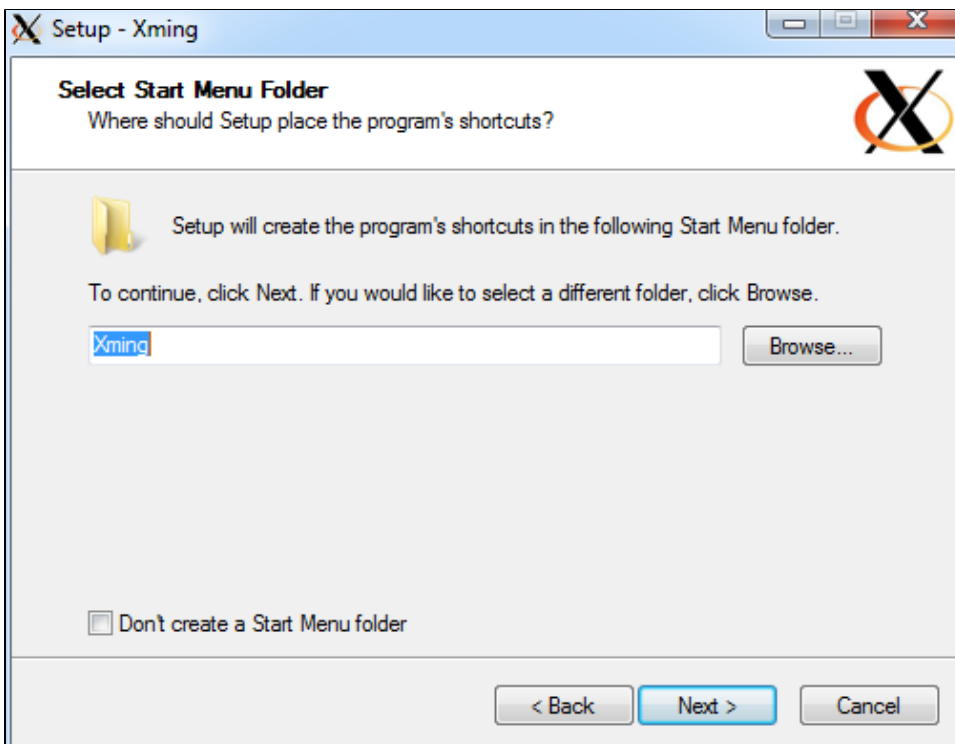 Setup - Xming
Select Start Menu Folder
Where should Setup place the program's shortcuts?
Setup will create the program's shortcuts in the following Start Menu folder.
To continue, click Next. If you would like to select a different folder, click Browse.
Xming
Browse...
Don't create a Start Menu folder
< Back
Next >
Cancel